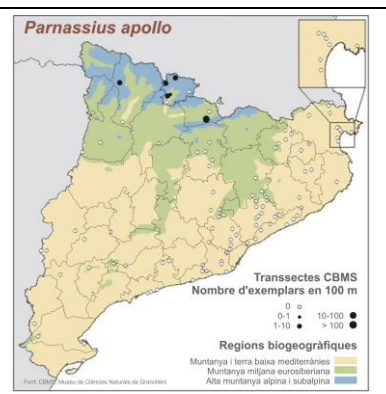 Parnassius apollo
Transsectes CBMS
Nombre d'exemplars en 100 m
0
0-1
10-100
1-10
> 100
Regions biogeogràfiques
Muntanya i terra baixa mediterrànies
Muntanya mitjana eurosiberiana
Alta muntanya alpina i subalpina
Font: CBMS, Museu de Ciències Naturals de Granollers